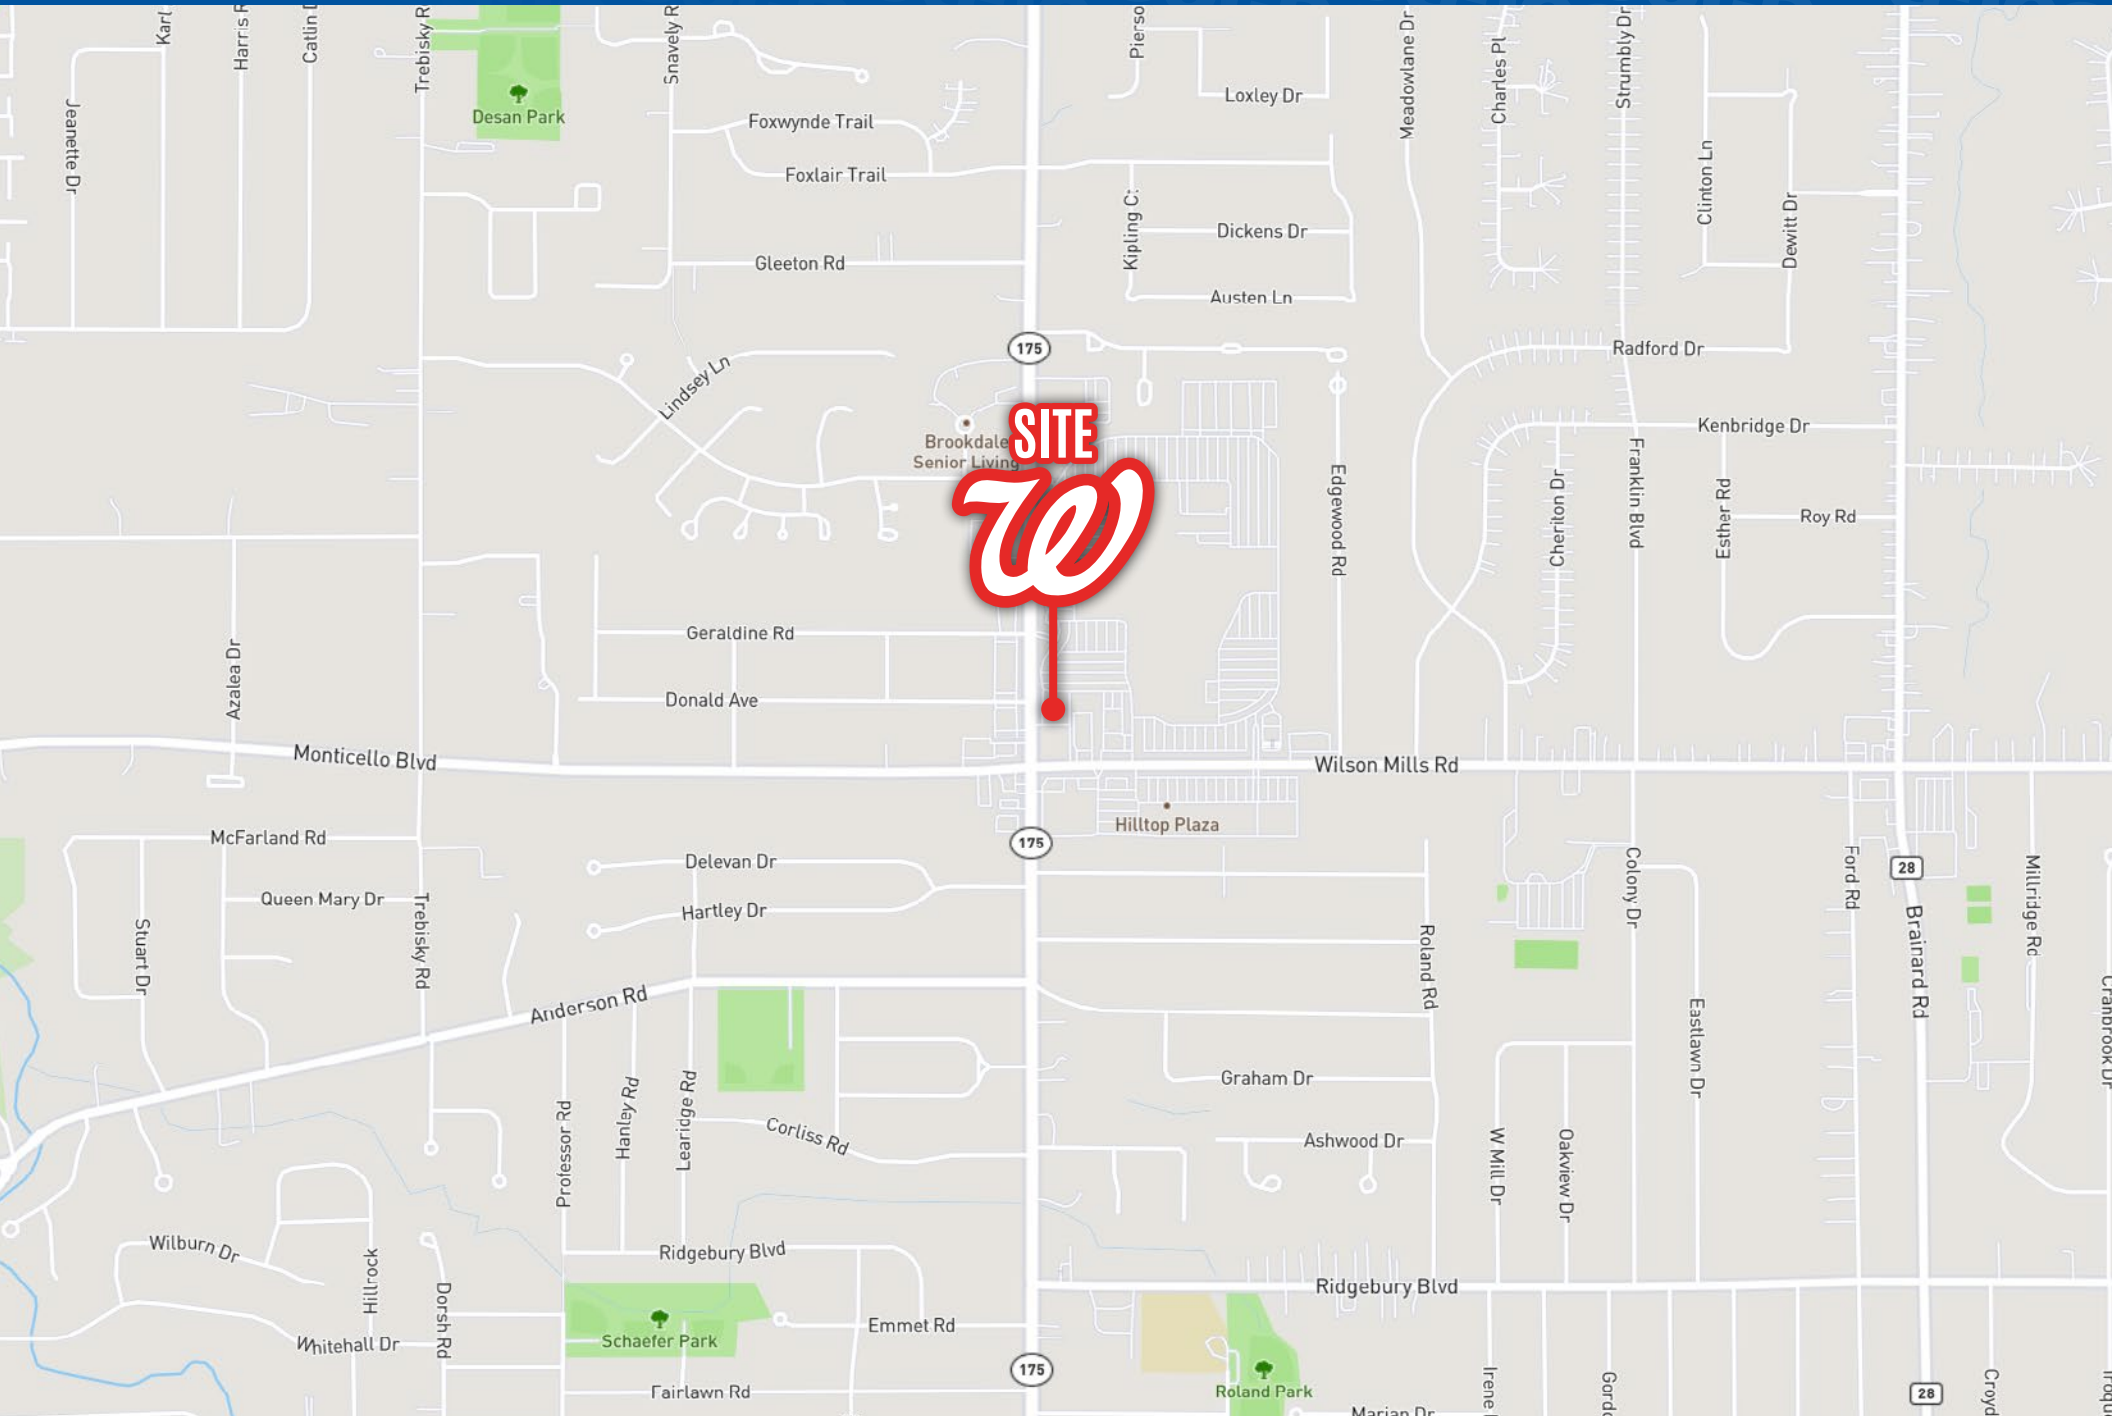 Karl
Harris R
Catlin D
Trebisky R
Snavely R
Pierso
Meadowlane Dr
Charles Pl
Strumbly Dr
Jeanette Dr
Desan Park
Foxwynde Trail
Loxley Dr
Foxlair Trail
Clinton Ln
Kipling Ct
Dickens Dr
Dewitt Dr
Gleeton Rd
Austen Ln
175
Radford Dr
Lindsey Ln
SITE
Brookdale
Senior Living
W
Kenbridge Dr
Edgewood Rd
Franklin Blvd
Cheriton Dr
Esther Rd
Roy Rd
Geraldine Rd
Azalea Dr
Donald Ave
Monticello Blvd
Wilson Mills Rd
Hilltop Plaza
McFarland Rd
175
Delevan Dr
Queen Mary Dr
Hartley Dr
Trebisky Rd
Stuart Dr
Colony Dr
Ford Rd
28
Millridge Rd
Brainard Rd
Roland Rd
Anderson Rd
Eastlawn Dr
Cranbrook Dr
Graham Dr
Professor Rd
Hanley Rd
Learidge Rd
Corliss Rd
Ashwood Dr
W Mill Dr
Oakview Dr
Wilburn Dr
Hillrock
Ridgebury Blvd
Ridgebury Blvd
Dorsh Rd
Whitehall Dr
Schaefer Park
Emmet Rd
175
Fairlawn Rd
Roland Park
Irene
Gordo
28
Croyd
Iroqu
Marian Dr